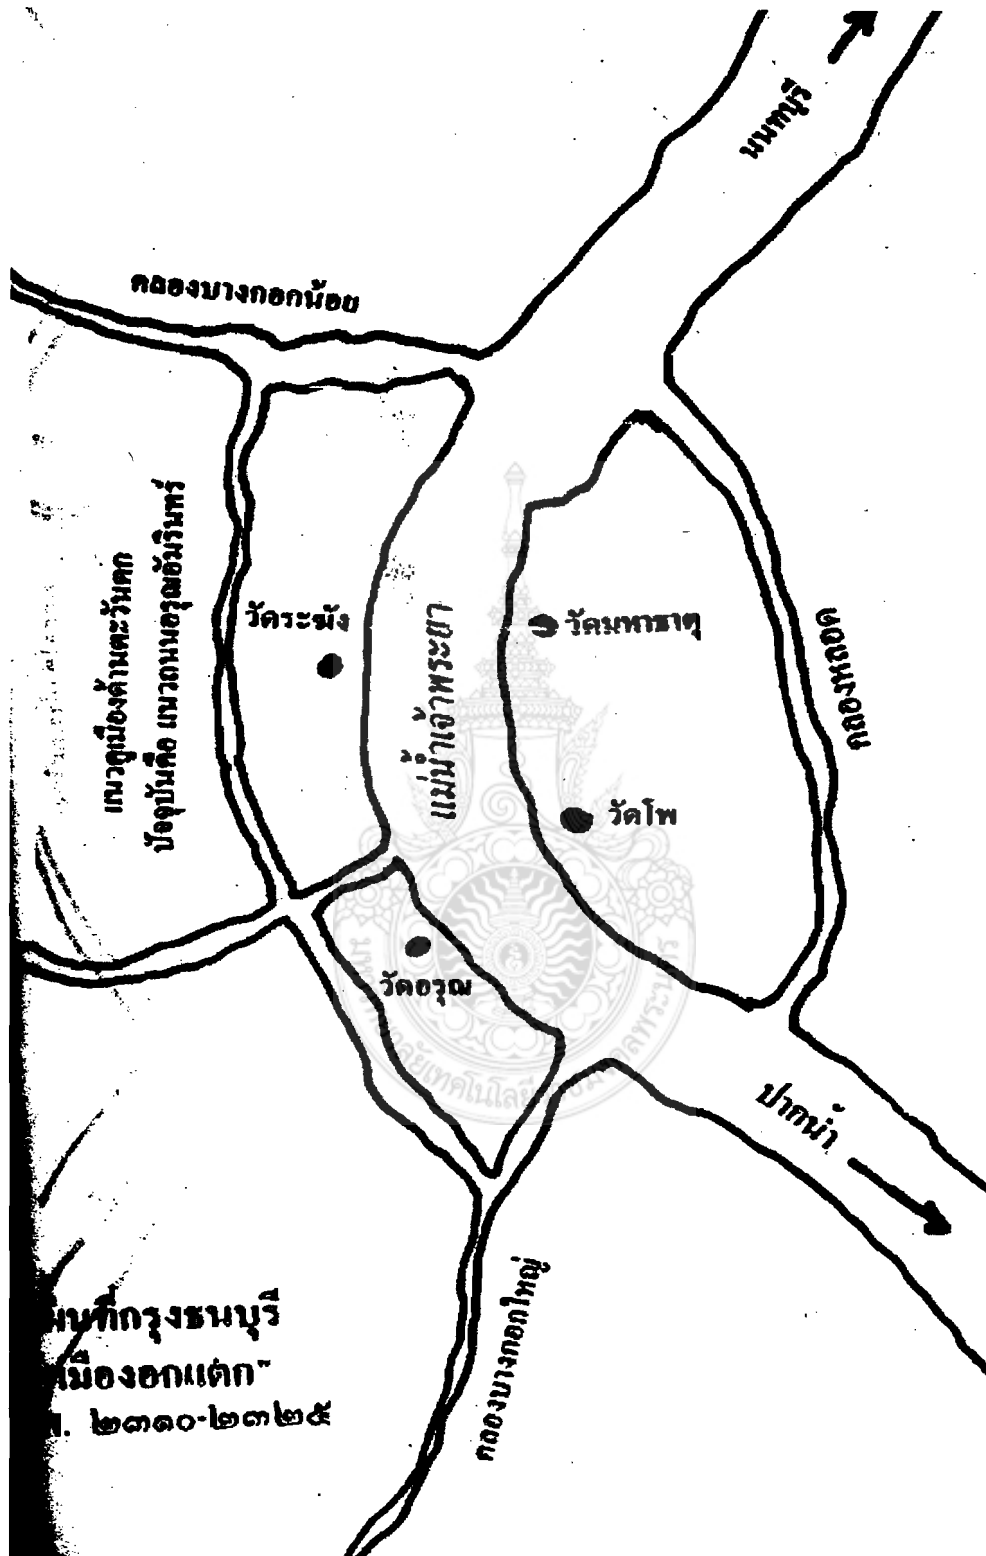 นนทบุรี
คลองบางกอกน้อย
แนวคูเมืองด้านตะวันตก
ปัจจุบันคือ แนวถนนอรุณอัมรินทร์
วัดระฆัง
แม่น้ำเจ้าพระยา
วัดมหาธาตุ
คลองหลอด
วัดโพ
วัดอรุณ
ปากน้ำ
คลองบางกอกใหญ่
ผนที่กรุงธนบุรี
เมืองอกแตก"
๒๓๑๐-๒๓๒๕